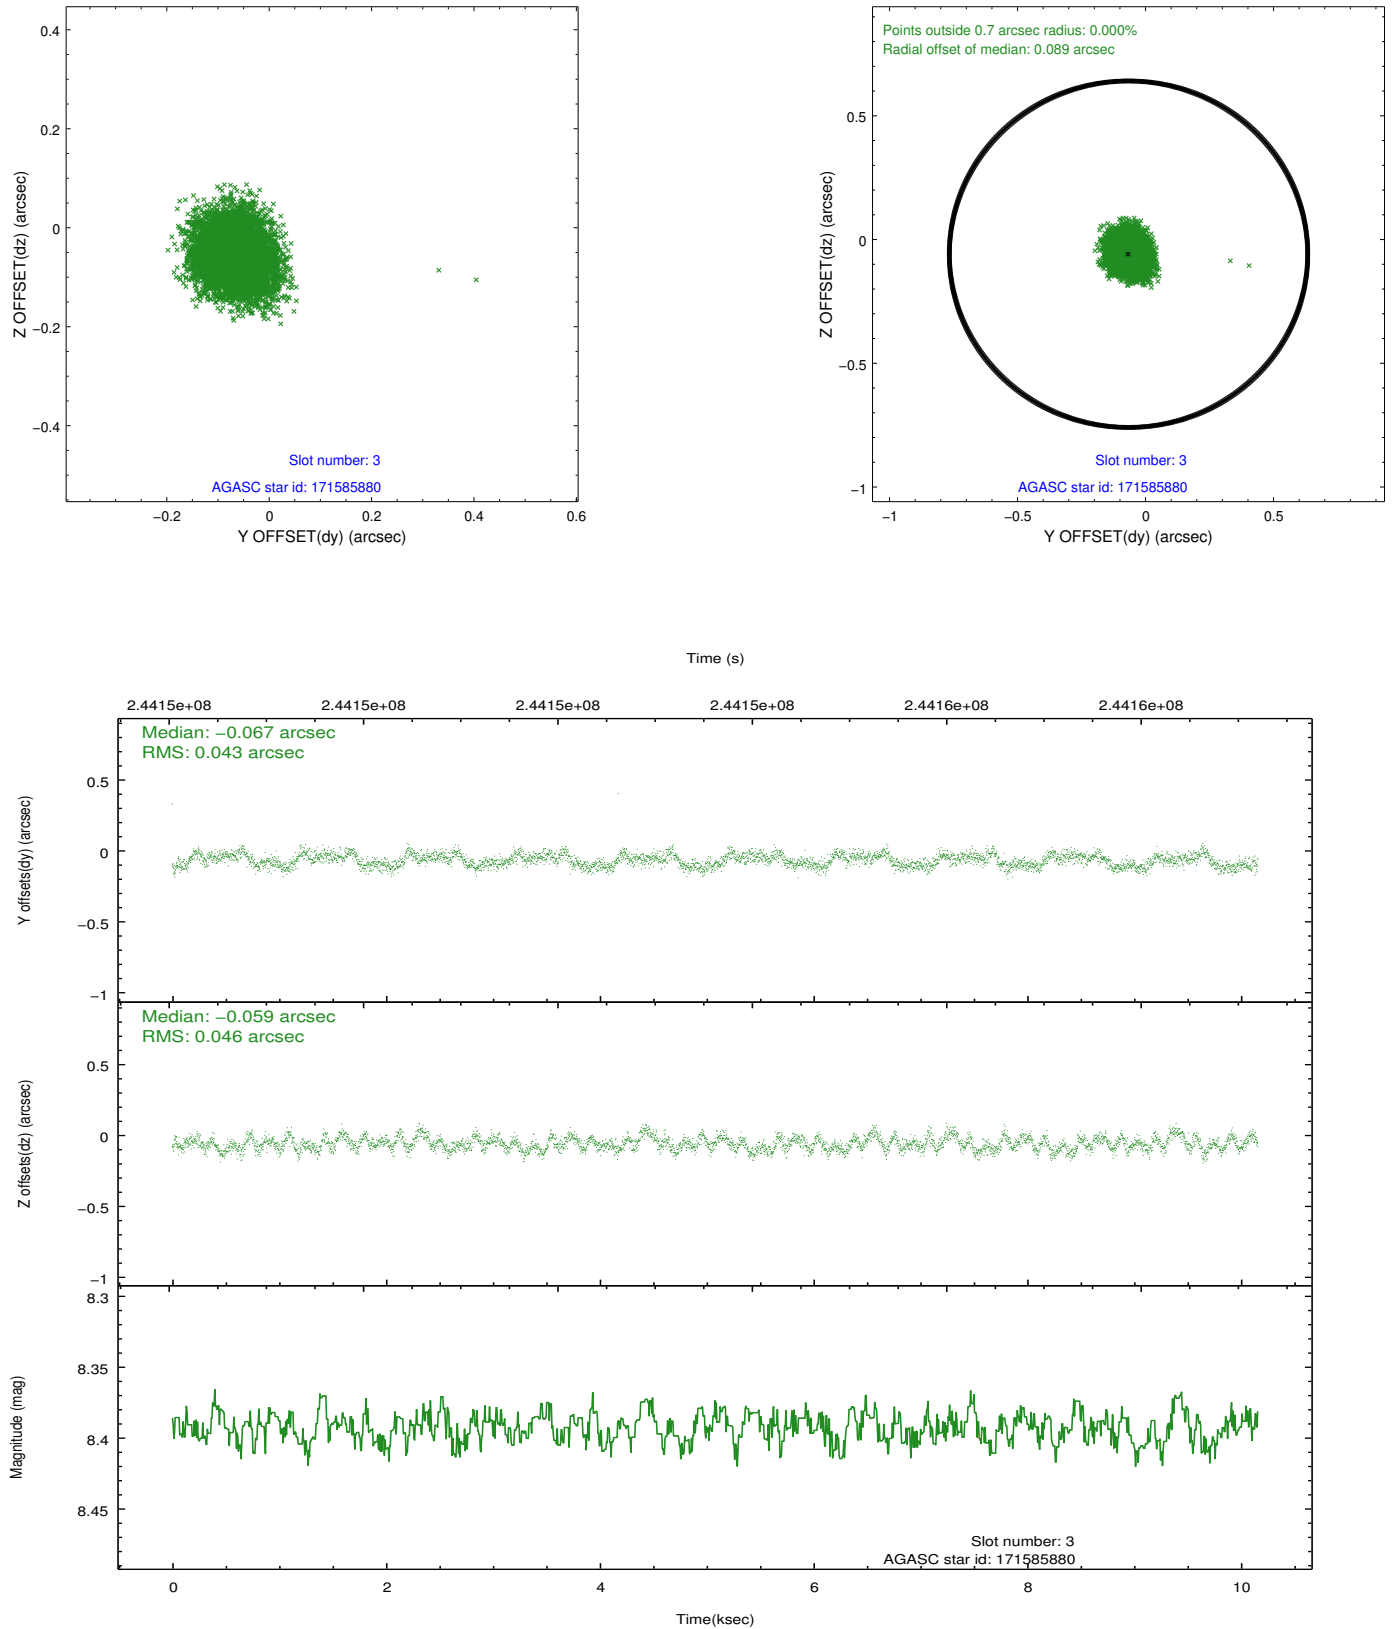 0.4
0.2
0
−0.2
−0.4
Z OFFSET(dz) (arcsec)
Slot number: 3
AGASC star id: 171585880
−0.2 0 0.2 0.4 0.6
Y OFFSET(dy) (arcsec)
Points outside 0.7 arcsec radius: 0.000%
Radial offset of median: 0.089 arcsec
0.5
0
−0.5
−1
Z OFFSET(dz) (arcsec)
Slot number: 3
AGASC star id: 171585880
−1 −0.5 0 0.5
Y OFFSET(dy) (arcsec)
Time (s)
2.4415e+08 2.4415e+08 2.4415e+08 2.4415e+08 2.4416e+08 2.4416e+08
Median: −0.067 arcsec
RMS: 0.043 arcsec
0.5
0
−0.5
−1
Y offsets(dy) (arcsec)
Median: −0.059 arcsec
RMS: 0.046 arcsec
0.5
0
−0.5
−1
Z offsets(dz) (arcsec)
8.3
8.35
8.4
8.45
Magnitude (mag)
Slot number: 3
AGASC star id: 171585880
0 2 4 6 8 10
Time(ksec)